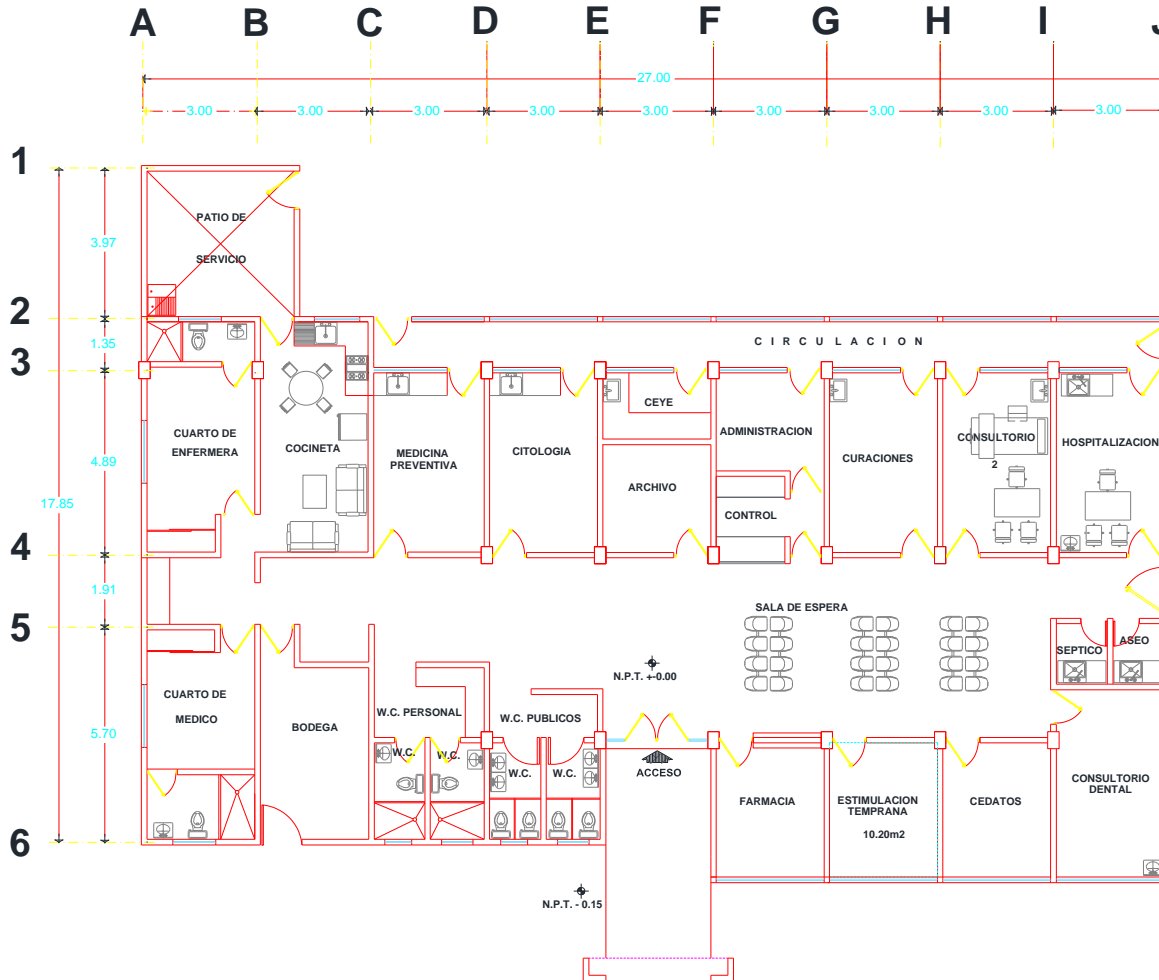 A B C D E F G H I J
27.00
3.00 3.00 3.00 3.00 3.00 3.00 3.00 3.00 3.00
1
2
3
4
5
6
3.97
1.35
4.89
17.85
1.91
5.70
PATIO DE
SERVICIO
CIRCULACION
CUARTO DE
ENFERMERA
COCINETA
MEDICINA
PREVENTIVA
CITOLOGIA
CEYE
ARCHIVO
ADMINISTRACION
CONTROL
CURACIONES
CONSULTORIO
2
HOSPITALIZACION
SALA DE ESPERA
SEPTICO
ASEO
N.P.T. +-0.00
CUARTO DE
MEDICO
BODEGA
W.C. PERSONAL
W.C. PUBLICOS
W.C.
W.C.
W.C.
W.C.
ACCESO
FARMACIA
ESTIMULACION
TEMPRANA
10.20m2
CEDATOS
CONSULTORIO
DENTAL
N.P.T. - 0.15